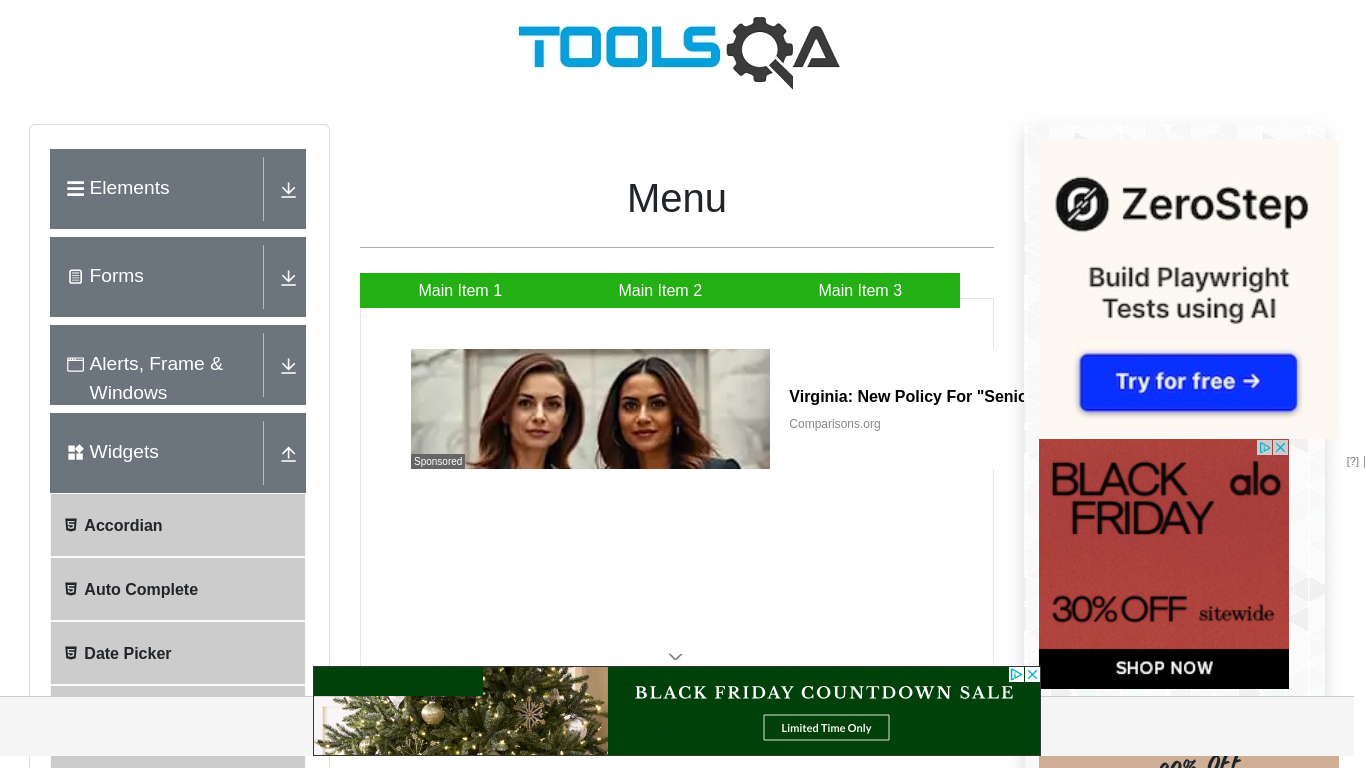 TOOLSQA
Elements
Forms
Alerts, Frame &
Windows
Widgets
Accordian
Auto Complete
Date Picker
Menu
Main Item 1
Main Item 2
Main Item 3
Sponsored
Virginia: New Policy For "Senio
Comparisons.org
ZeroStep
Build Playwright
Tests using AI
Try for free →
BLACK
FRIDAY
alo
30% OFF sitewide
SHOP NOW
[?]
BLACK FRIDAY COUNTDOWN SALE
Limited Time Only